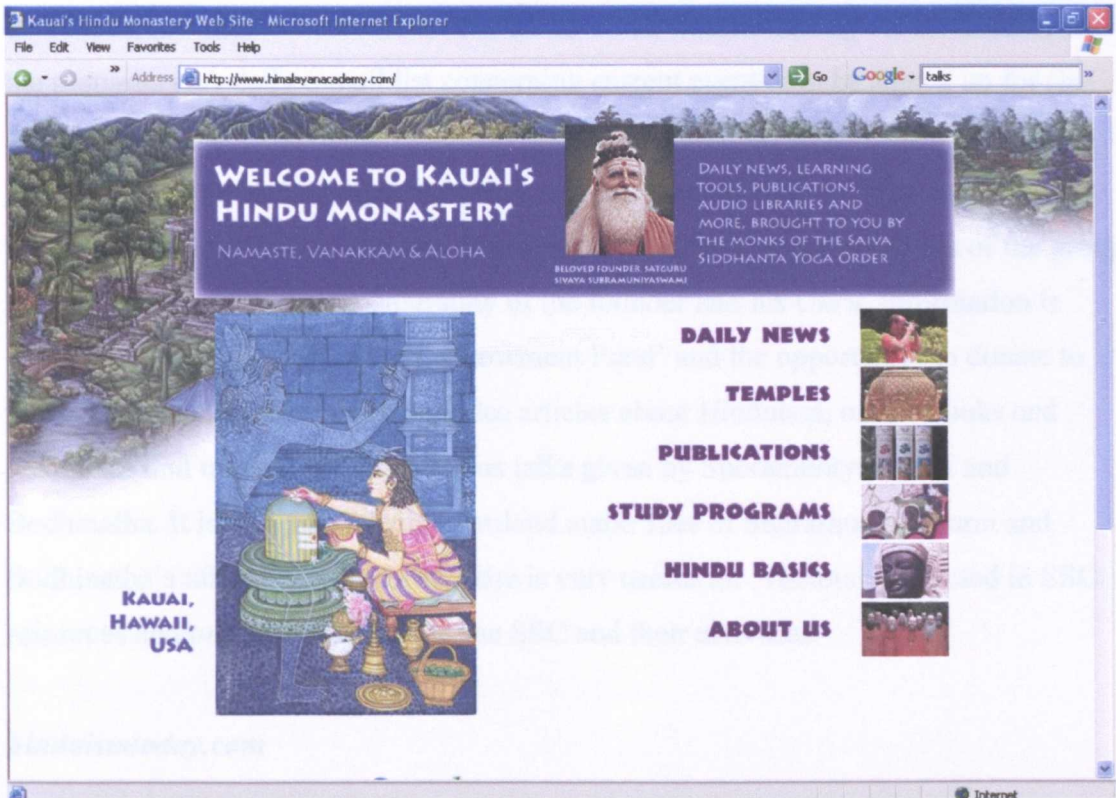 Kauai's Hindu Monastery Web Site - Microsoft Internet Explorer
File Edit View Favorites Tools Help
» Address http://www.himalayanacademy.com/ Go Google talks »
WELCOME TO KAUAI'S
HINDU MONASTERY
NAMASTE, VANAKKAM & ALOHA
BELOVED FOUNDER SATGURU
SIVAYA SUBRAMUNIYASWAMI
DAILY NEWS, LEARNING
TOOLS, PUBLICATIONS,
AUDIO LIBRARIES AND
MORE, BROUGHT TO YOU BY
THE MONKS OF THE SAIVA
SIDDHANTA YOGA ORDER
DAILY NEWS
TEMPLES
PUBLICATIONS
STUDY PROGRAMS
HINDU BASICS
ABOUT US
KAUAI,
HAWAII,
USA
hinduismtoday.com
Internet